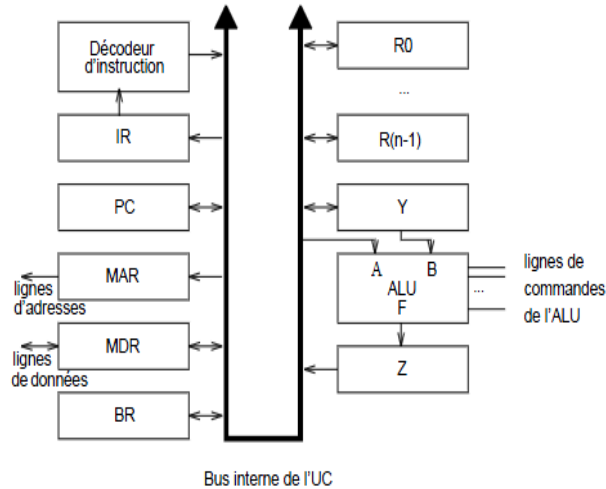 Décodeur
d'instruction
IR
PC
MAR
lignes
d'adresses
MDR
lignes
de données
BR
R0
...
R(n-1)
Y
A B
ALU
F
Z
lignes de
...
commandes
de l'ALU
Bus interne de l'UC